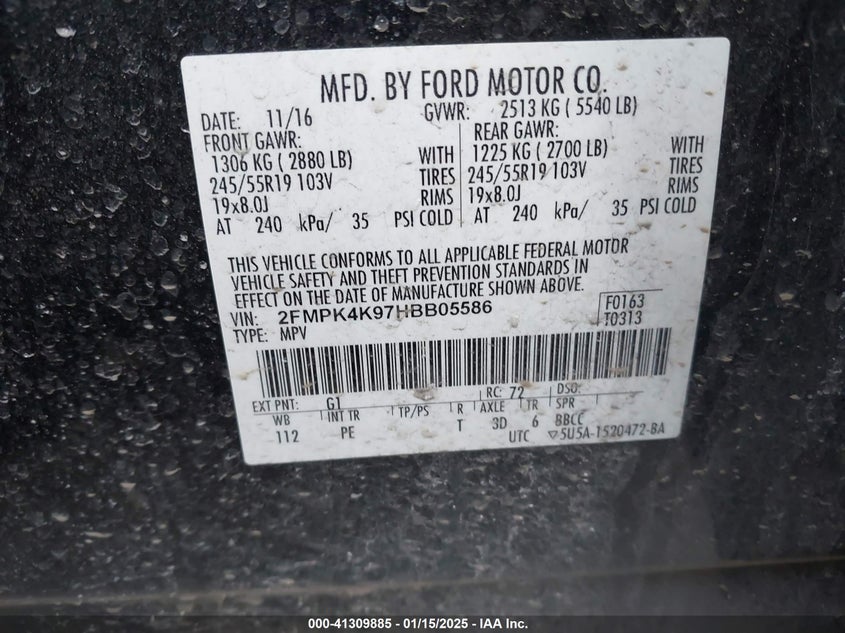 MFD. BY FORD MOTOR CO.
DATE: 11/16 GVWR: 2513 KG ( 5540 LB)
FRONT GAWR: REAR GAWR:
1306 KG ( 2880 LB) WITH 1225 KG ( 2700 LB) WITH
245/55R19 103V TIRES 245/55R19 103V TIRES
19x8.0J RIMS 19x8.0J RIMS
AT 240 kPa/ 35 PSI COLD AT 240 kPa/ 35 PSI COLD
THIS VEHICLE CONFORMS TO ALL APPLICABLE FEDERAL MOTOR
VEHICLE SAFETY AND THEFT PREVENTION STANDARDS IN
EFFECT ON THE DATE OF MANUFACTURE SHOWN ABOVE.
VIN: 2FMPK4K97HBB05586 F0163
TYPE: MPV T0313
EXT PNT: G1 RC: 72 DSO:
WB INT TR TP/PS R AXLE TR SPR
112 PE T 3D 6 BBCC
UTC ▽5U5A-1520472-BA
000-41309885 - 01/15/2025 - IAA Inc.